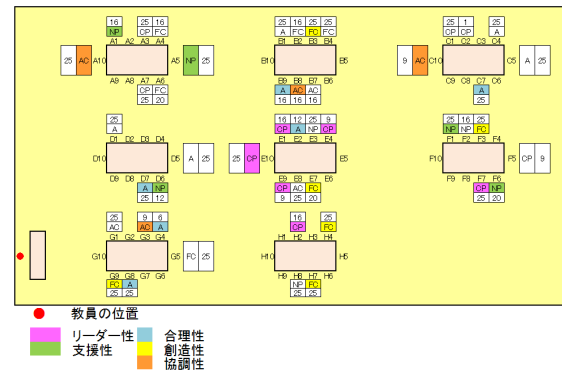 16 25 16 25 16 25 25 25 1 25
NP CP FC A FC FC FC CP CP A
A1 A2 A3 A4 B1 B2 B3 B4 C1 C2 C3 C4
25 AC A10 A5 NP 25 B10 B5 9 AC C10 C5 A 25
A9 A8 A7 A6 B9 B8 B7 B6 C9 C8 C7 C6
CP FC A AC AC A
25 20 16 16 16 25
25 16 12 25 9 25 16 25
A CP A NP CP NP NP FC
D1 D2 D3 D4 E1 E2 E3 E4 F1 F2 F3 F4
D10 D5 A 25 25 CP E10 E5 F10 F5 CP 9
D9 D8 D7 D6 E9 E8 E7 E6 F9 F8 F7 F6
A NP CP AC FC CP NP
25 12 9 25 20 25 20
25 9 6 16 25
AC AC A CP FC
G1 G2 G3 G4 H1 H2 H3 H4
G10 G5 FC 25 H10 H5
G9 G8 G7 G6 H9 H8 H7 H6
FC A NP FC
25 25 25 25
教員の位置
リーダー性 合理性
支援性 創造性
協調性